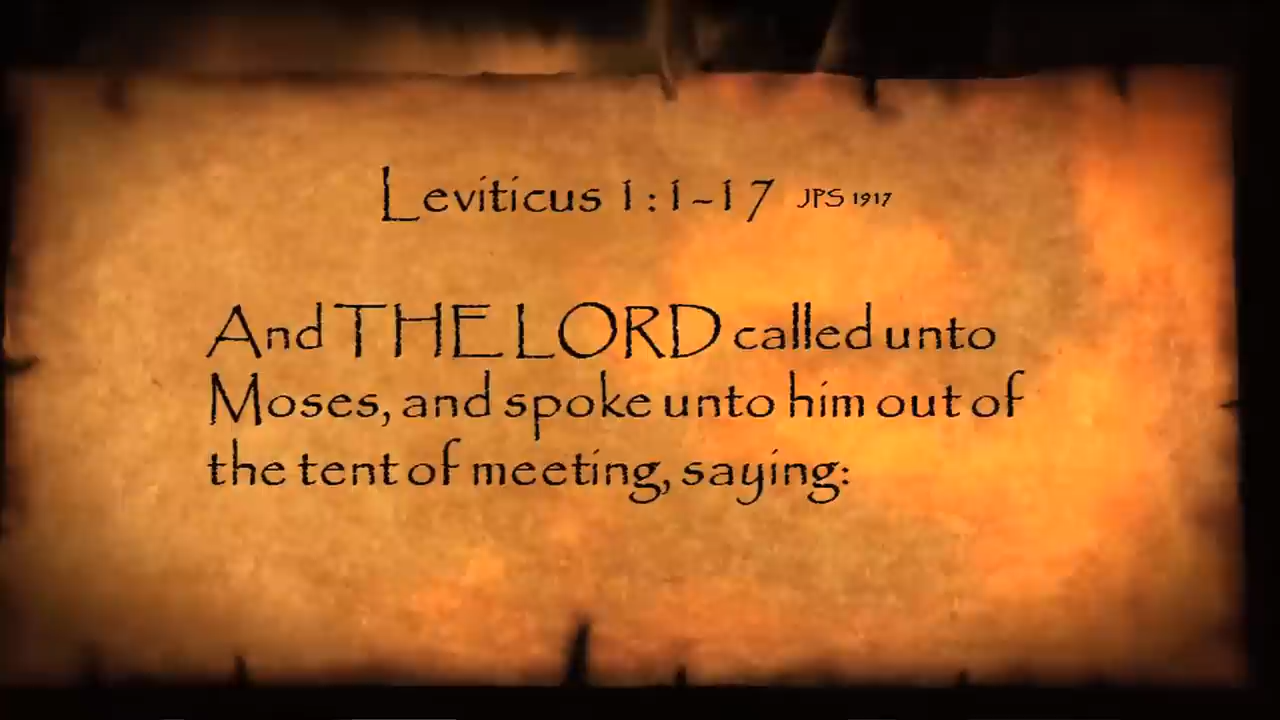 Leviticus 1:1-17 JPS 1917
And THE LORD called unto
Moses, and spoke unto him out of
the tent of meeting, saying: